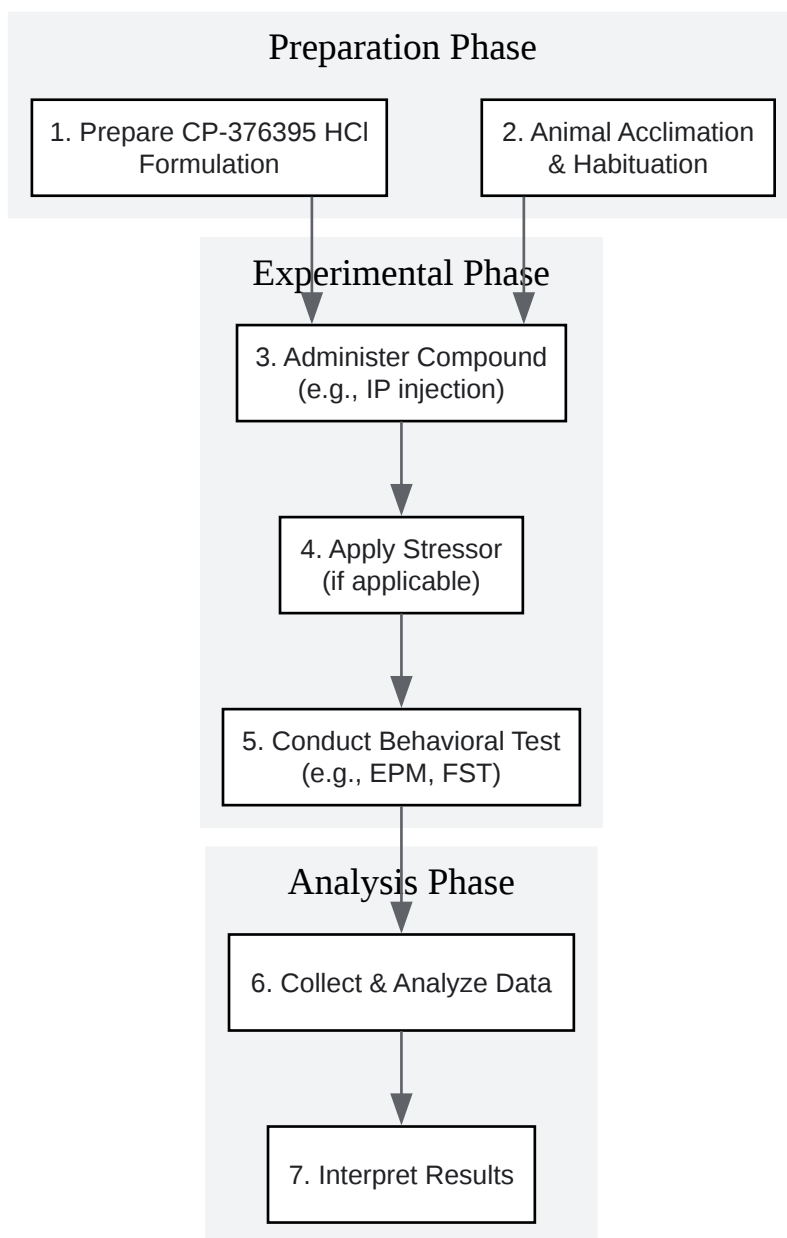 Preparation Phase
1. Prepare CP-376395 HCl
Formulation
2. Animal Acclimation
& Habituation
Experimental Phase
3. Administer Compound
(e.g., IP injection)
4. Apply Stressor
(if applicable)
5. Conduct Behavioral Test
(e.g., EPM, FST)
Analysis Phase
6. Collect & Analyze Data
7. Interpret Results